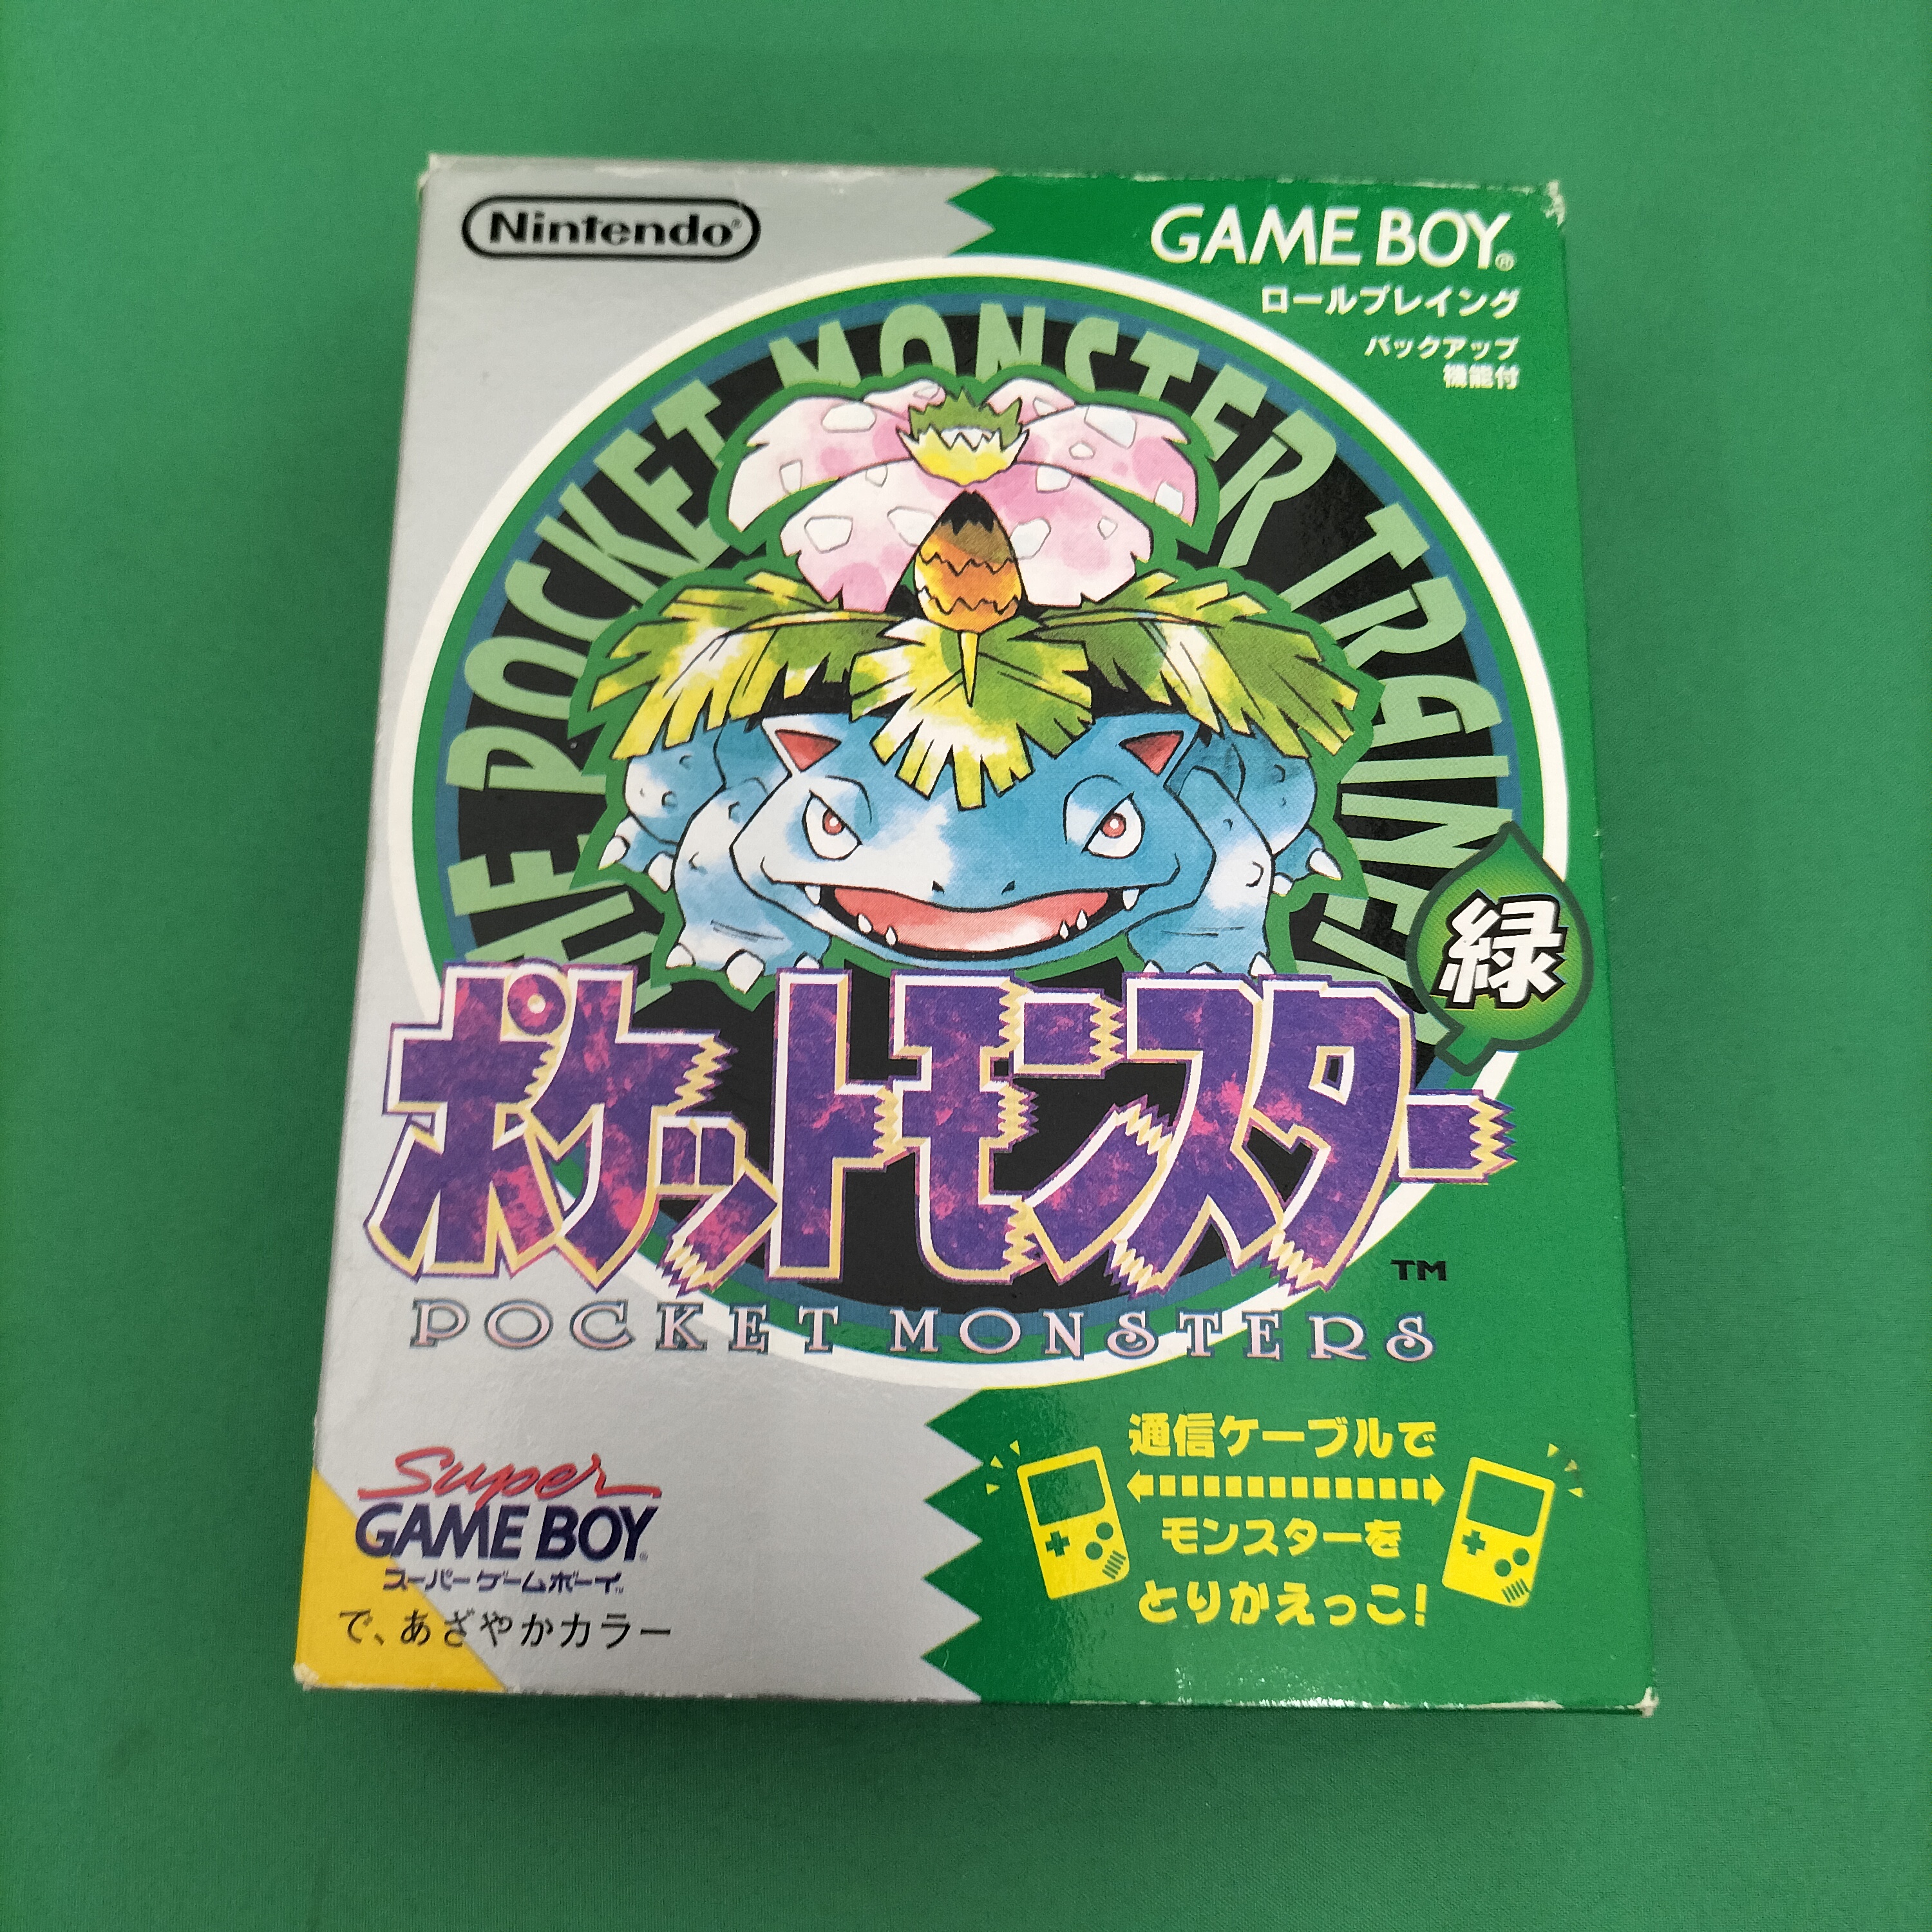 Nintendo®
GAME BOY®
ロールプレイング
バックアップ
機能付
THE POCKET MONSTER TRAINER
緑
ポケットモンスター
TM
POCKET MONSTERS
Super
GAME BOY
スーパーゲームボーイ
で、あざやかカラー
通信ケーブルで
モンスターを
とりかえっこ!